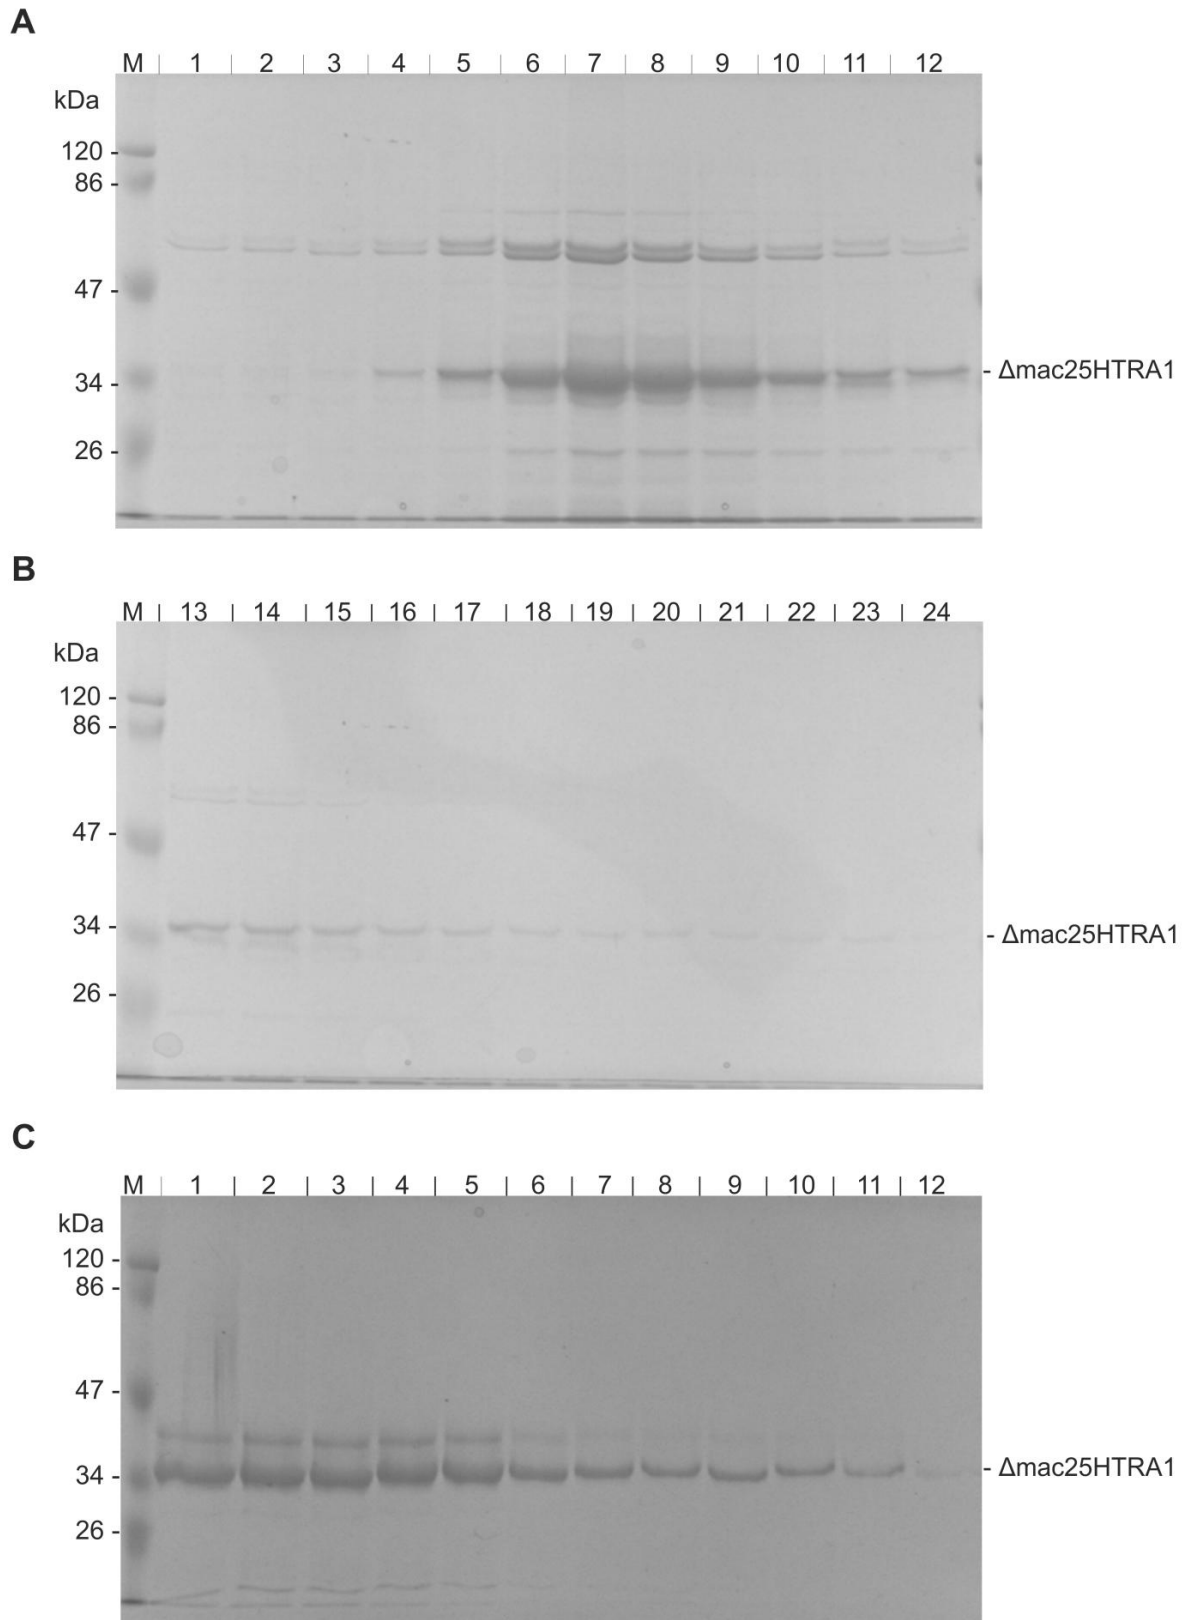 A
M | 1 | 2 | 3 | 4 | 5 | 6 | 7 | 8 | 9 | 10 | 11 | 12
kDa
120 -
86 -
47 -
34 -
- Δmac25HTRA1
26 -
B
M | 13 | 14 | 15 | 16 | 17 | 18 | 19 | 20 | 21 | 22 | 23 | 24
kDa
120 -
86 -
47 -
34 -
- Δmac25HTRA1
26 -
C
M | 1 | 2 | 3 | 4 | 5 | 6 | 7 | 8 | 9 | 10 | 11 | 12
kDa
120 -
86 -
47 -
34 -
- Δmac25HTRA1
26 -